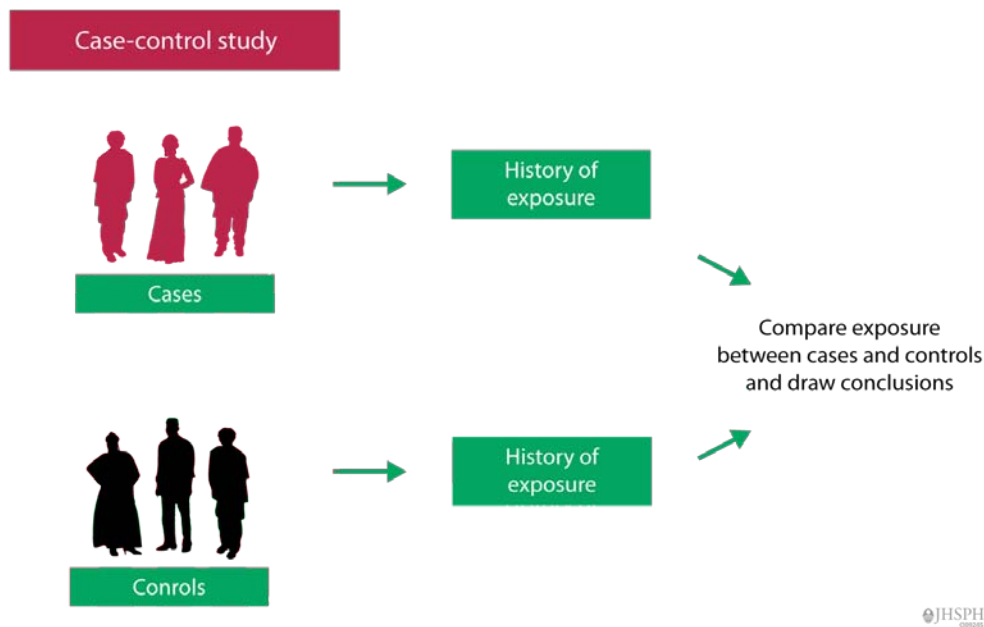 Case-control study
History of
exposure
Cases
Compare exposure
between cases and controls
and draw conclusions
History of
exposure
Conrols
JHSPH